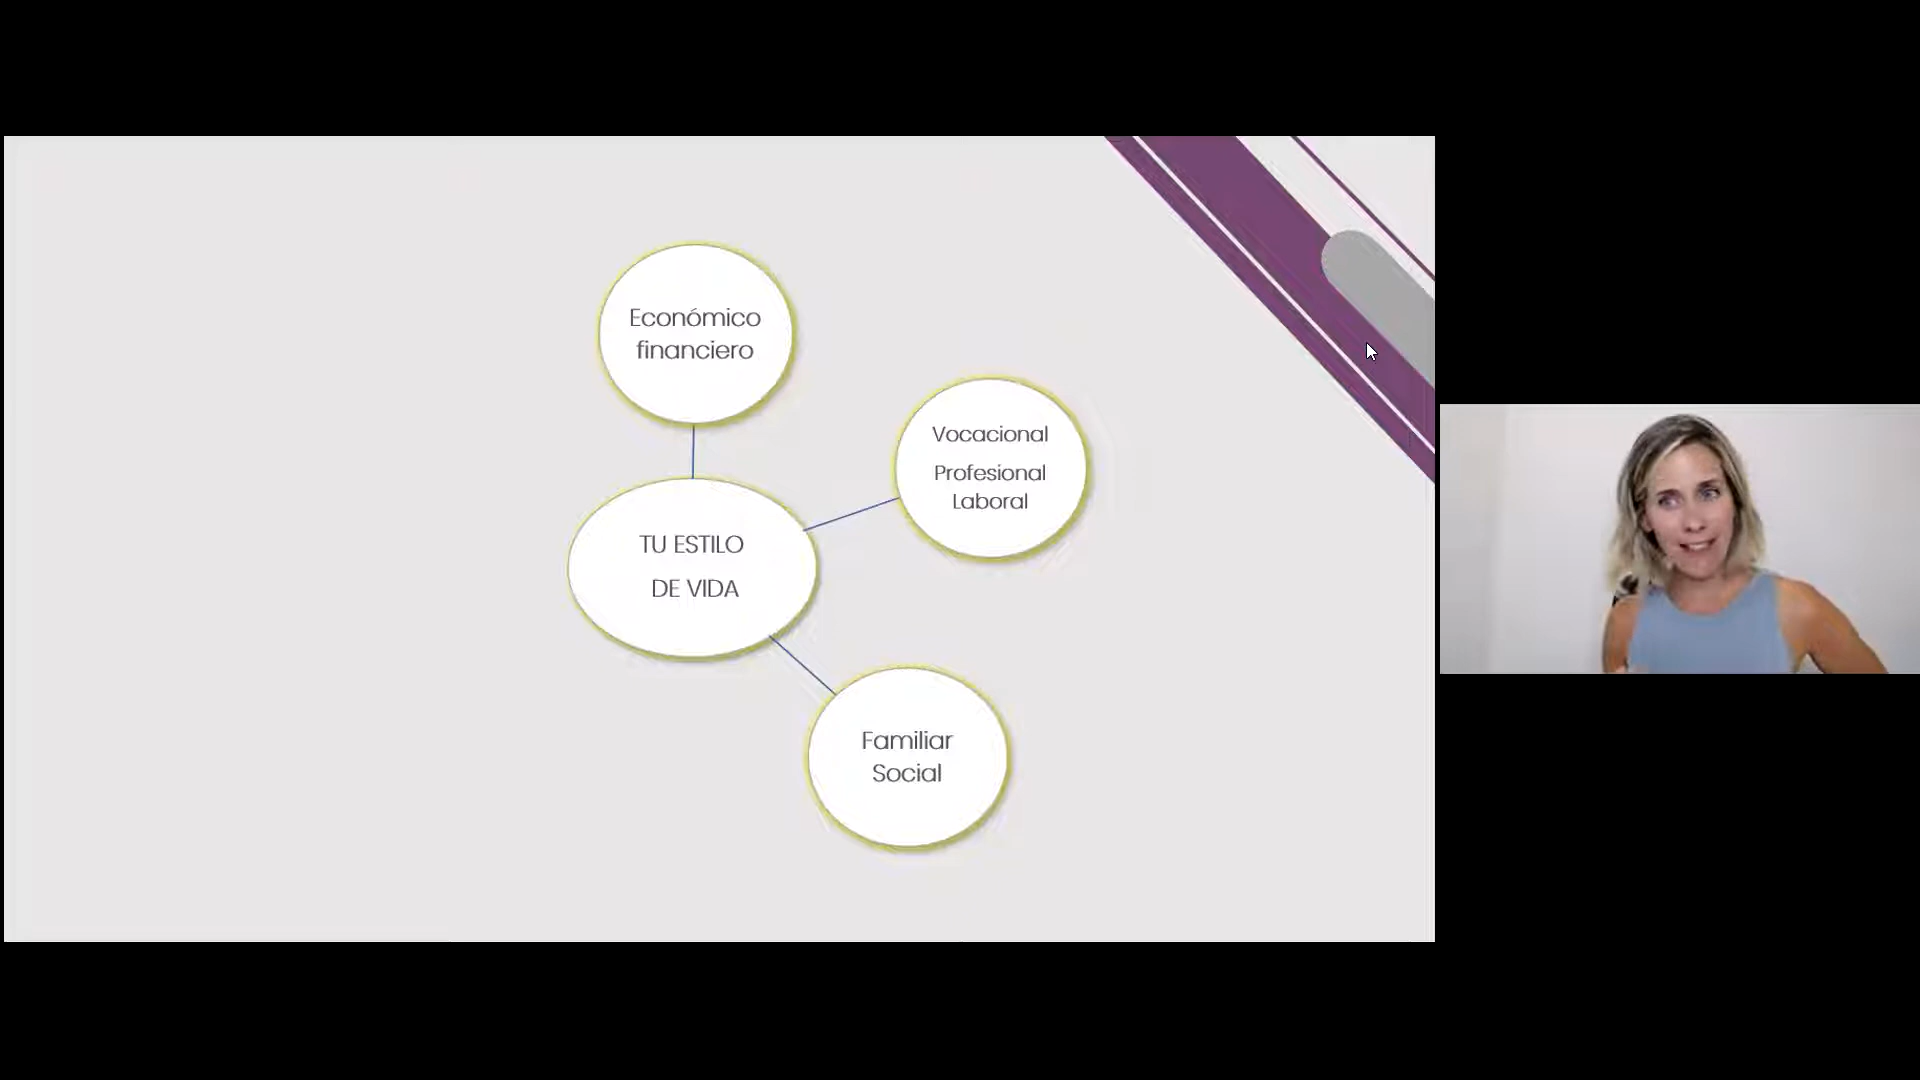 Económico
financiero
Vocacional
Profesional
Laboral
TU ESTILO
DE VIDA
Familiar
Social